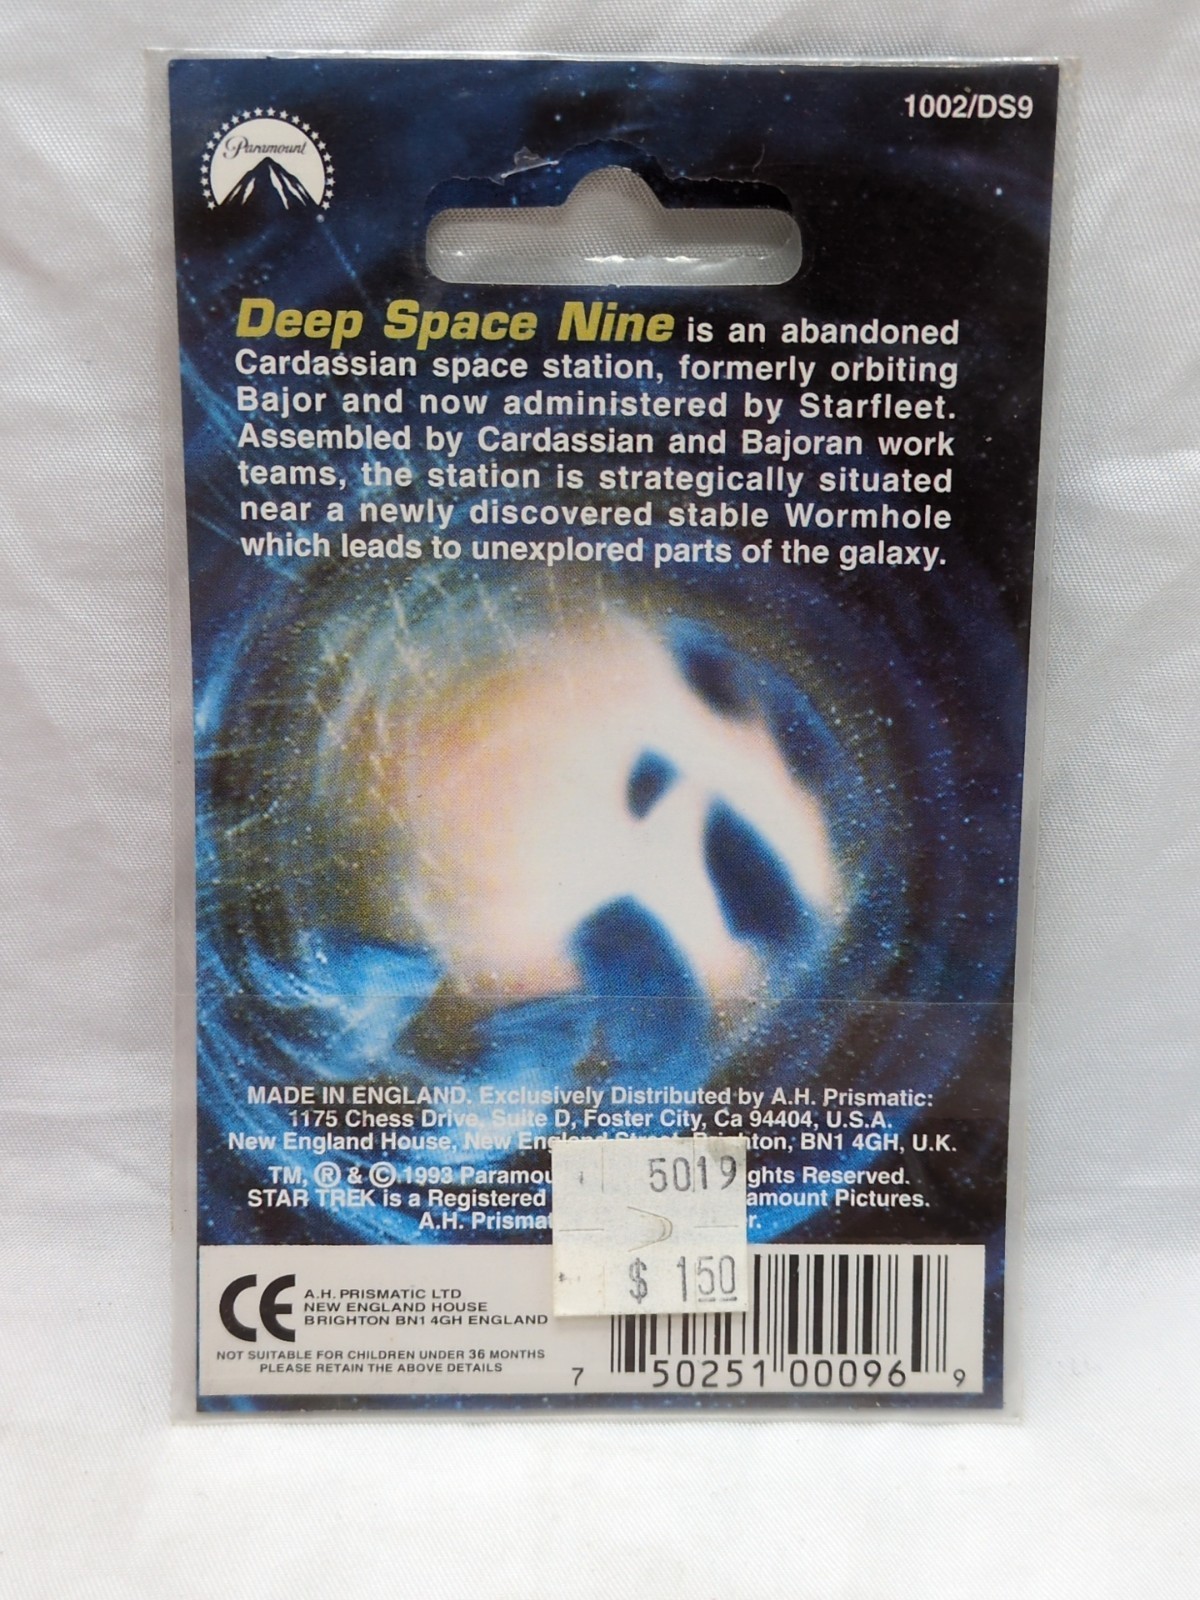 Paramount
1002/DS9
Deep Space Nine is an abandoned
Cardassian space station, formerly orbiting
Bajor and now administered by Starfleet.
Assembled by Cardassian and Bajoran work
teams, the station is strategically situated
near a newly discovered stable Wormhole
which leads to unexplored parts of the galaxy.
MADE IN ENGLAND. Exclusively Distributed by A.H. Prismatic:
1175 Chess Drive, Suite D, Foster City, Ca 94404, U.S.A.
New England House, New England Street, Brighton, BN1 4GH, U.K.
TM, ® & © 1993 Paramou ghts Reserved.
STAR TREK is a Registered amount Pictures.
A.H. Prismat r.
5019
$ 150
CE
A.H. PRISMATIC LTD
NEW ENGLAND HOUSE
BRIGHTON BN1 4GH ENGLAND
NOT SUITABLE FOR CHILDREN UNDER 36 MONTHS
PLEASE RETAIN THE ABOVE DETAILS
7 50251 00096 9